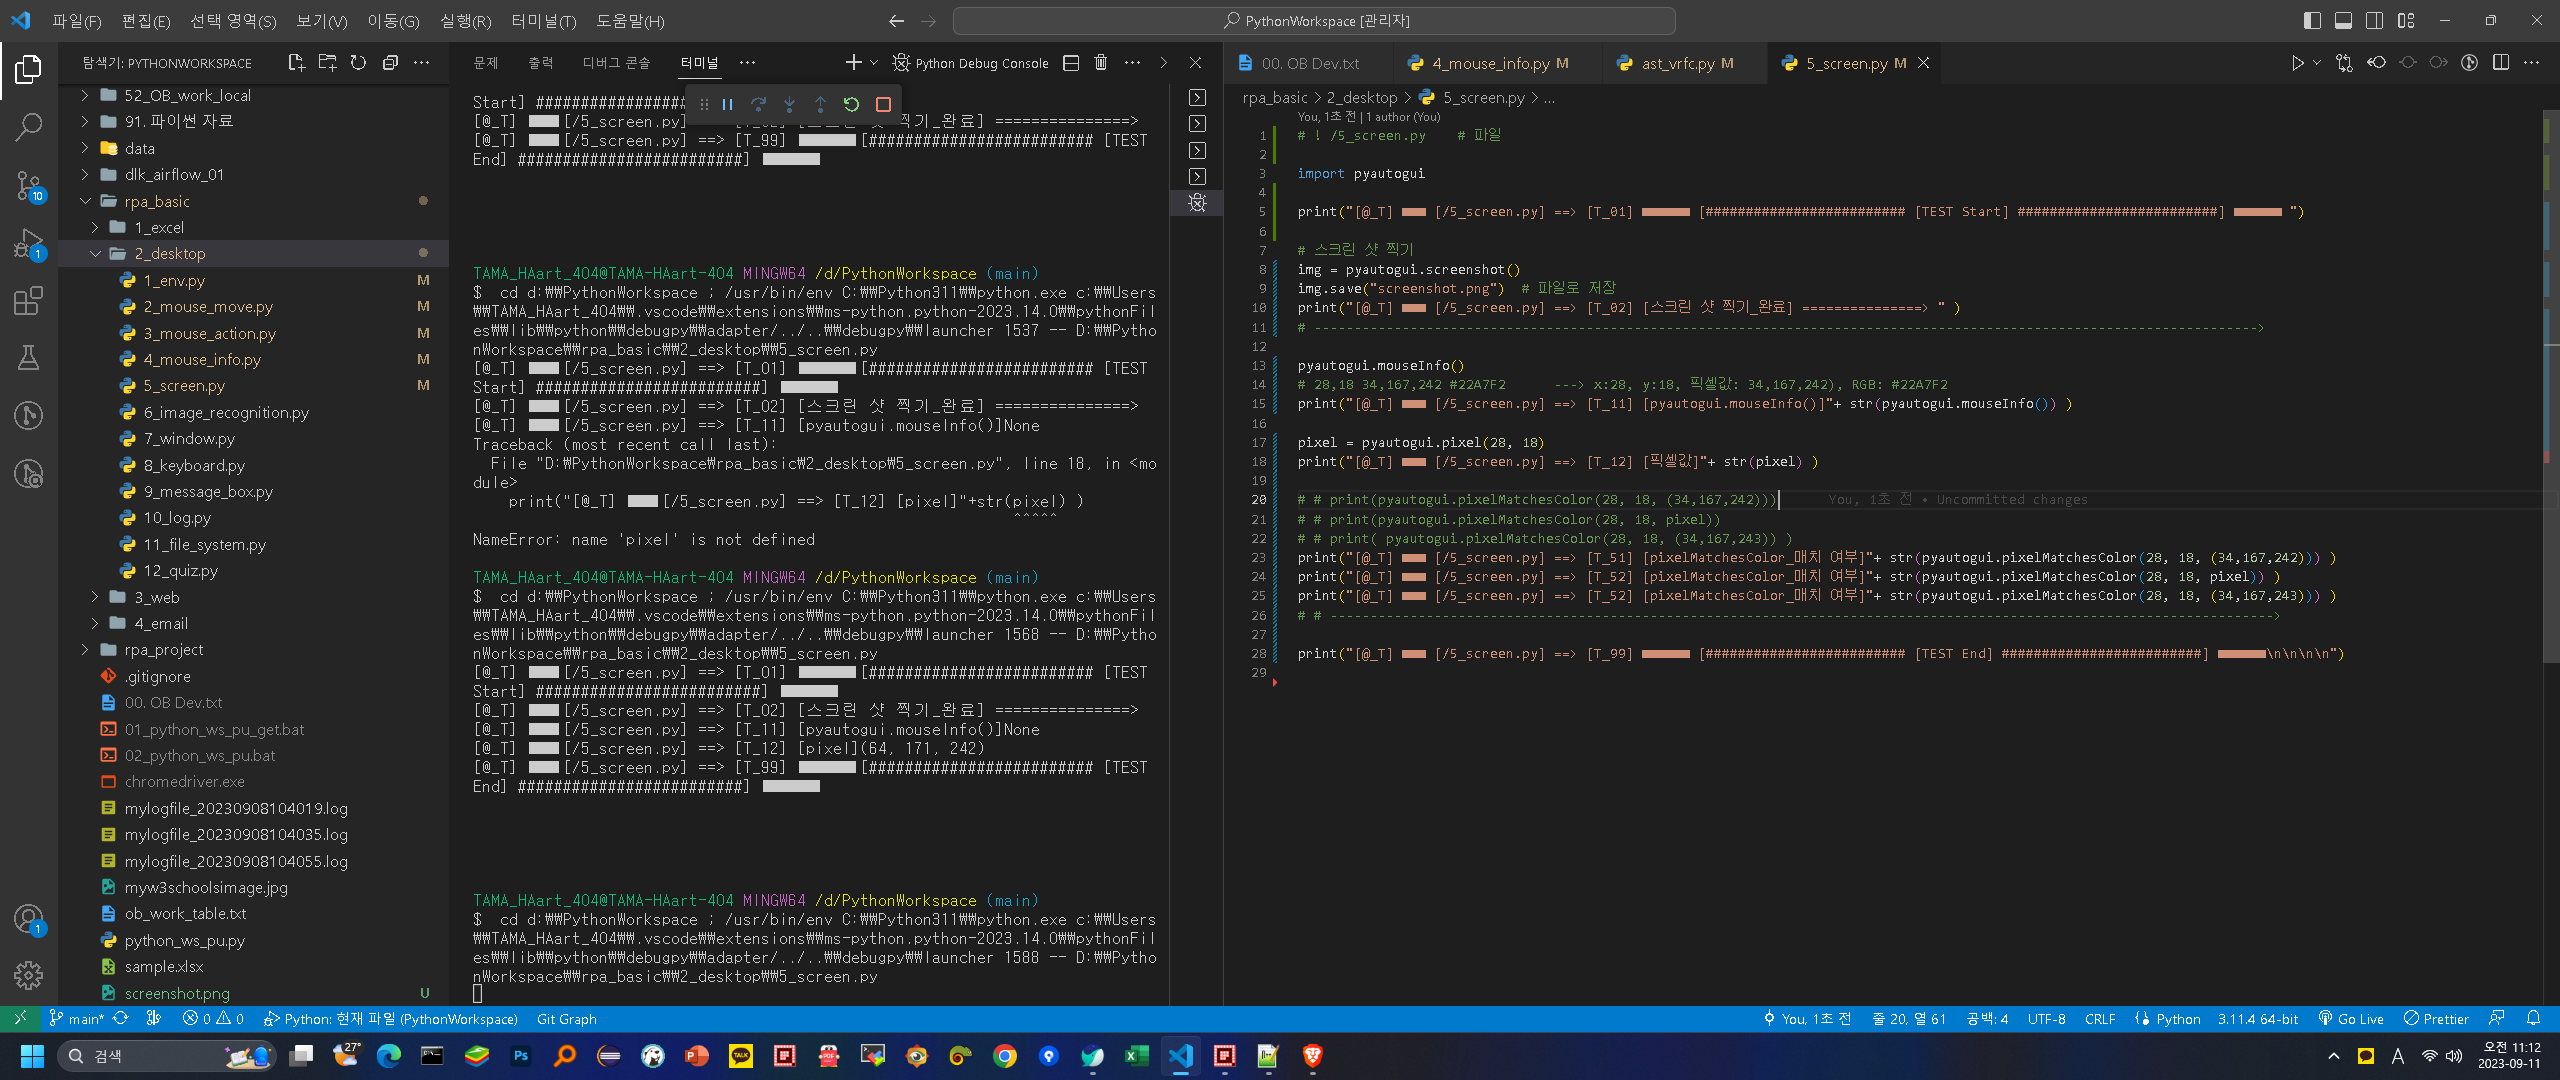 파일(F) 편집(E) 선택 영역(S) 보기(V) 이동(G) 실행(R) 터미널(T) 도움말(H)
PythonWorkspace [관리자]
탐색기: PYTHONWORKSPACE
52_OB_work_local
91. 파이썬 자료
data
dlk_airflow_01
rpa_basic
1_excel
2_desktop
1_env.py M
2_mouse_move.py M
3_mouse_action.py M
4_mouse_info.py M
5_screen.py M
6_image_recognition.py
7_window.py
8_keyboard.py
9_message_box.py
10_log.py
11_file_system.py
12_quiz.py
3_web
4_email
rpa_project
.gitignore
00. OB Dev.txt
01_python_ws_pu_get.bat
02_python_ws_pu.bat
chromedriver.exe
mylogfile_20230908104019.log
mylogfile_20230908104035.log
mylogfile_20230908104055.log
myw3schoolsimage.jpg
ob_work_table.txt
python_ws_pu.py
sample.xlsx
screenshot.png U
10
1
1
문제 출력 디버그 콘솔 터미널 ··· Python Debug Console
Start] #################
[@_T] ▬▬[/5_screen.py] [스크린 샷 찍기_완료] ===============>
[@_T] ▬▬[/5_screen.py] ==> [T_99] ▬▬▬▬[######################### [TEST
End] #########################] ▬▬▬▬
TAMA_HAart_404@TAMA-HAart-404 MINGW64 /d/PythonWorkspace (main)
$  cd d:₩₩PythonWorkspace ; /usr/bin/env C:₩₩Python311₩₩python.exe c:₩₩Users
₩₩TAMA_HAart_404₩₩.vscode₩₩extensions₩₩ms-python.python-2023.14.0₩₩pythonFil
es₩₩lib₩₩python₩₩debugpy₩₩adapter/../..₩₩debugpy₩₩launcher 1537 -- D:₩₩Pytho
nWorkspace₩₩rpa_basic₩₩2_desktop₩₩5_screen.py
[@_T] ▬▬[/5_screen.py] ==> [T_01] ▬▬▬▬[######################### [TEST
Start] #########################] ▬▬▬▬
[@_T] ▬▬[/5_screen.py] ==> [T_02] [스크린 샷 찍기_완료] ===============>
[@_T] ▬▬[/5_screen.py] ==> [T_11] [pyautogui.mouseInfo()]None
Traceback (most recent call last):
  File "D:₩PythonWorkspace₩rpa_basic₩2_desktop₩5_screen.py", line 18, in <mo
dule>
    print("[@_T] ▬▬[/5_screen.py] ==> [T_12] [pixel]"+str(pixel) )
^^^^^
NameError: name 'pixel' is not defined
TAMA_HAart_404@TAMA-HAart-404 MINGW64 /d/PythonWorkspace (main)
$  cd d:₩₩PythonWorkspace ; /usr/bin/env C:₩₩Python311₩₩python.exe c:₩₩Users
₩₩TAMA_HAart_404₩₩.vscode₩₩extensions₩₩ms-python.python-2023.14.0₩₩pythonFil
es₩₩lib₩₩python₩₩debugpy₩₩adapter/../..₩₩debugpy₩₩launcher 1568 -- D:₩₩Pytho
nWorkspace₩₩rpa_basic₩₩2_desktop₩₩5_screen.py
[@_T] ▬▬[/5_screen.py] ==> [T_01] ▬▬▬▬[######################### [TEST
Start] #########################] ▬▬▬▬
[@_T] ▬▬[/5_screen.py] ==> [T_02] [스크린 샷 찍기_완료] ===============>
[@_T] ▬▬[/5_screen.py] ==> [T_11] [pyautogui.mouseInfo()]None
[@_T] ▬▬[/5_screen.py] ==> [T_12] [pixel](64, 171, 242)
[@_T] ▬▬[/5_screen.py] ==> [T_99] ▬▬▬▬[######################### [TEST
End] #########################] ▬▬▬▬
TAMA_HAart_404@TAMA-HAart-404 MINGW64 /d/PythonWorkspace (main)
$  cd d:₩₩PythonWorkspace ; /usr/bin/env C:₩₩Python311₩₩python.exe c:₩₩Users
₩₩TAMA_HAart_404₩₩.vscode₩₩extensions₩₩ms-python.python-2023.14.0₩₩pythonFil
es₩₩lib₩₩python₩₩debugpy₩₩adapter/../..₩₩debugpy₩₩launcher 1588 -- D:₩₩Pytho
nWorkspace₩₩rpa_basic₩₩2_desktop₩₩5_screen.py
00. OB Dev.txt 4_mouse_info.py M ast_vrfc.py M 5_screen.py M
rpa_basic > 2_desktop > 5_screen.py > ...
You, 1초 전 | 1 author (You)
1 # ! /5_screen.py    # 파일
2
3 import pyautogui
4
5 print("[@_T] ▬▬ [/5_screen.py] ==> [T_01] ▬▬▬▬ [######################### [TEST Start] #########################] ▬▬▬▬ ")
6
7 # 스크린 샷 찍기
8 img = pyautogui.screenshot()
9 img.save("screenshot.png")  # 파일로 저장
10 print("[@_T] ▬▬ [/5_screen.py] ==> [T_02] [스크린 샷 찍기_완료] ===============> " )
11 # ---------------------------------------------------------------------------------------------------------------------->
12
13 pyautogui.mouseInfo()
14 # 28,18 34,167,242 #22A7F2      ---> x:28, y:18, 픽셀값: 34,167,242), RGB: #22A7F2
15 print("[@_T] ▬▬ [/5_screen.py] ==> [T_11] [pyautogui.mouseInfo()]"+ str(pyautogui.mouseInfo()) )
16
17 pixel = pyautogui.pixel(28, 18)
18 print("[@_T] ▬▬ [/5_screen.py] ==> [T_12] [픽셀값]"+ str(pixel) )
19
20 # # print(pyautogui.pixelMatchesColor(28, 18, (34,167,242))) You, 1초 전 • Uncommitted changes
21 # # print(pyautogui.pixelMatchesColor(28, 18, pixel))
22 # # print( pyautogui.pixelMatchesColor(28, 18, (34,167,243)) )
23 print("[@_T] ▬▬ [/5_screen.py] ==> [T_51] [pixelMatchesColor_매치 여부]"+ str(pyautogui.pixelMatchesColor(28, 18, (34,167,242))) )
24 print("[@_T] ▬▬ [/5_screen.py] ==> [T_52] [pixelMatchesColor_매치 여부]"+ str(pyautogui.pixelMatchesColor(28, 18, pixel)) )
25 print("[@_T] ▬▬ [/5_screen.py] ==> [T_52] [pixelMatchesColor_매치 여부]"+ str(pyautogui.pixelMatchesColor(28, 18, (34,167,243))) )
26 # # ---------------------------------------------------------------------------------------------------------------------->
27
28 print("[@_T] ▬▬ [/5_screen.py] ==> [T_99] ▬▬▬▬ [######################### [TEST End] #########################] ▬▬▬▬\n\n\n\n")
29
main* 0 0 Python: 현재 파일 (PythonWorkspace) Git Graph You, 1초 전 줄 20, 열 61 공백: 4 UTF-8 CRLF Python 3.11.4 64-bit Go Live Prettier
검색 27° A 오전 11:12
2023-09-11